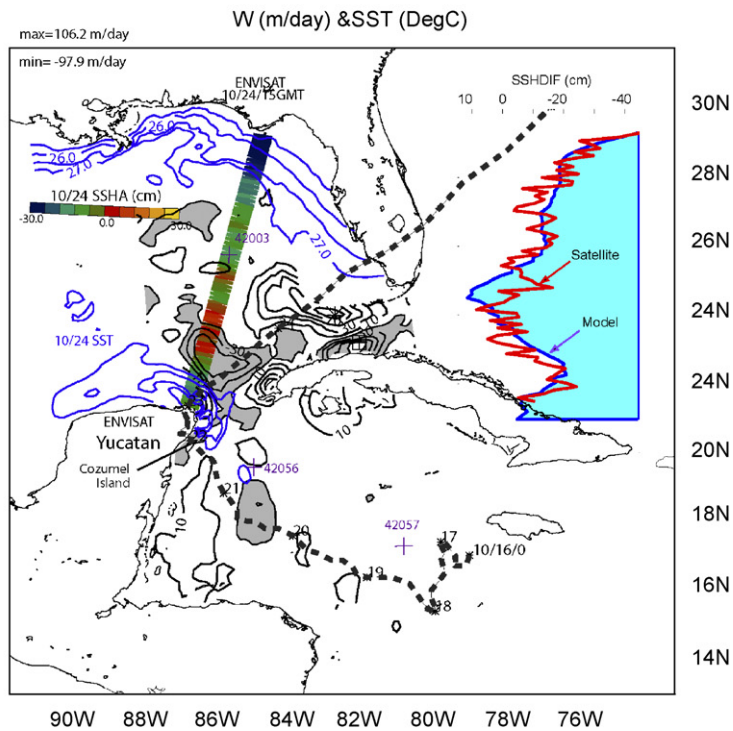 W (m/day) &SST (DegC)
max=106.2 m/day
min= -97.9 m/day
ENVISAT
10/24/15GMT
SSHDIF (cm)
10 0 -20 -40
30N
28N
26N
24N
24N
20N
18N
16N
14N
26.0
26.0
27.0
10/24 SSHA (cm)
-30.0 0.0 30.0
42003
27.0
Satellite
Model
10/24 SST
ENVISAT
Yucatan
Cozumel
Island
10
10
42056
21
20
42057
17
10/16/0
19
18
90W 88W 86W 84W 82W 80W 78W 76W